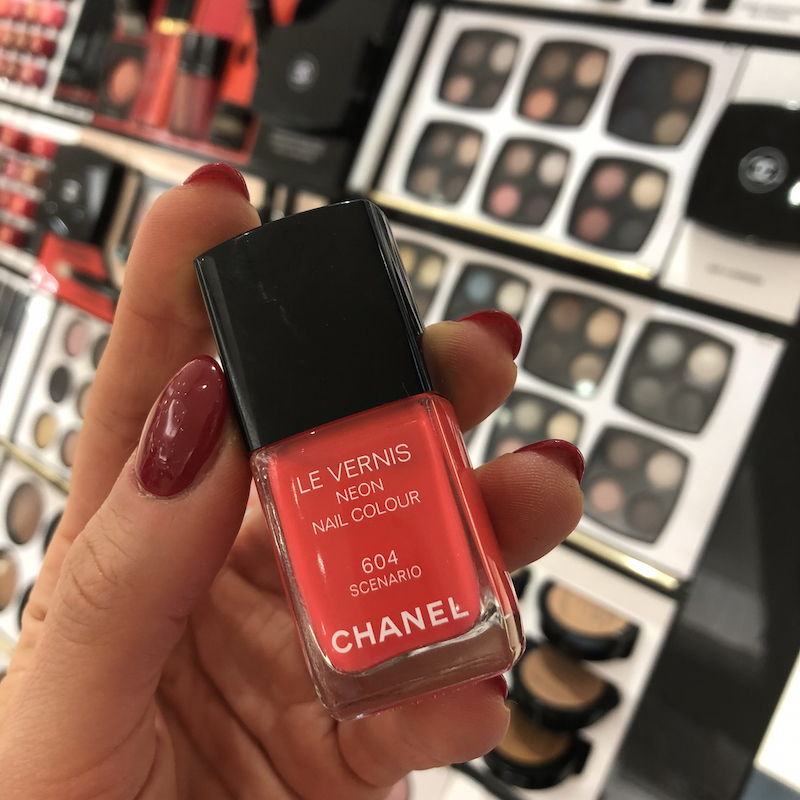 LE VERNIS
NEON
NAIL COLOUR
604
SCENARIO
CHANEL